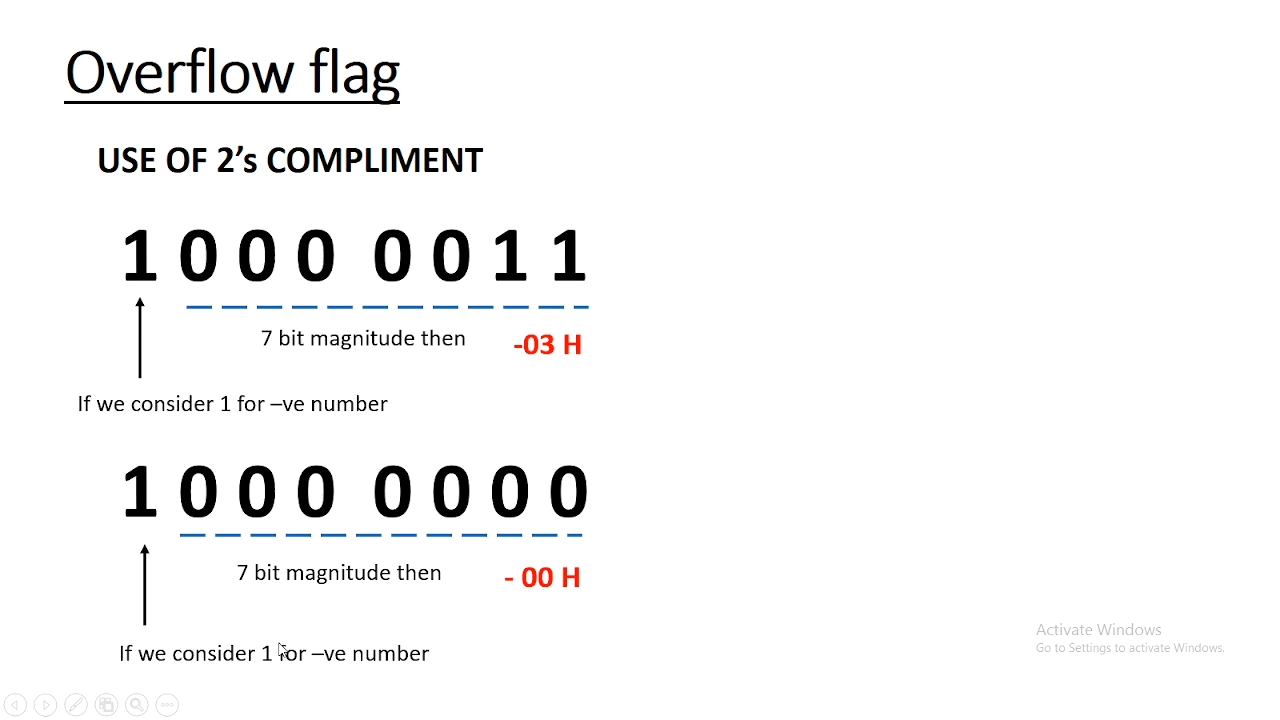 Overflow flag
USE OF 2’s COMPLIMENT
1 0 0 0 0 0 1 1
7 bit magnitude then -03 H
If we consider 1 for –ve number
1 0 0 0 0 0 0 0
7 bit magnitude then - 00 H
If we consider 1 for –ve number
Activate Windows
Go to Settings to activate Windows.